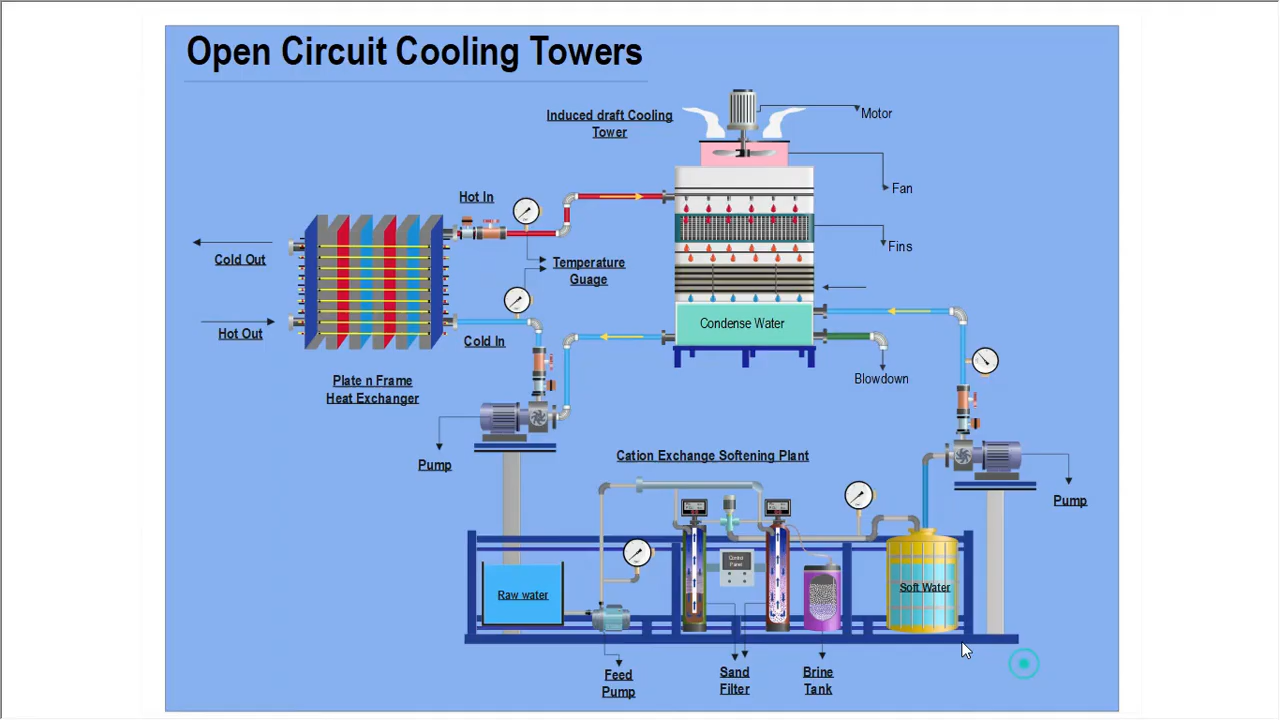 Open Circuit Cooling Towers
Induced draft Cooling
Tower
Motor
Fan
Hot In
Fins
Cold Out
Temperature
Guage
Hot Out
Cold In
Condense Water
Plate n Frame
Heat Exchanger
Blowdown
Pump
Cation Exchange Softening Plant
Pump
Control
Panel
Raw water
Soft Water
Feed
Pump
Sand
Filter
Brine
Tank